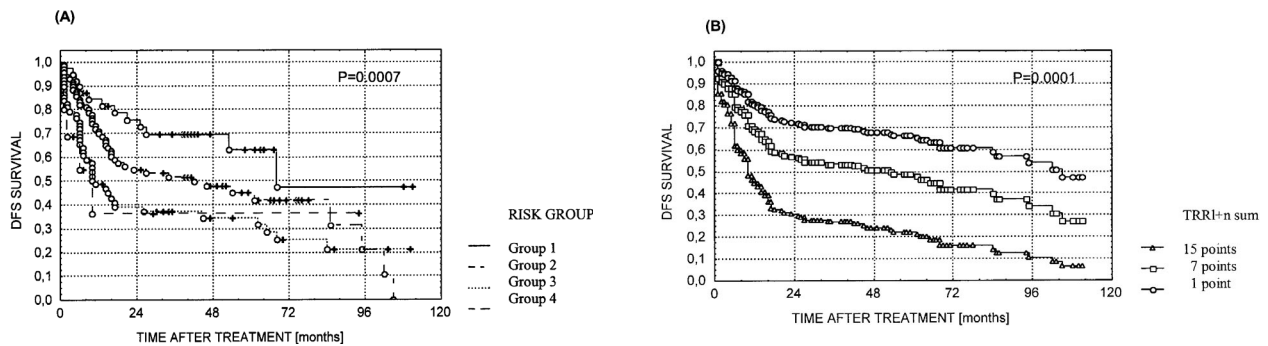 (A)
P=0.0007
DFS SURVIVAL
1,0
0,9
0,8
0,7
0,6
0,5
0,4
0,3
0,2
0,1
0,0
0 24 48 72 96 120
TIME AFTER TREATMENT [months]
RISK GROUP
Group 1
Group 2
Group 3
Group 4
(B)
P=0.0001
DFS SURVIVAL
1,0
0,9
0,8
0,7
0,6
0,5
0,4
0,3
0,2
0,1
0,0
0 24 48 72 96 120
TIME AFTER TREATMENT [months]
TRRI+n sum
15 points
7 points
1 point